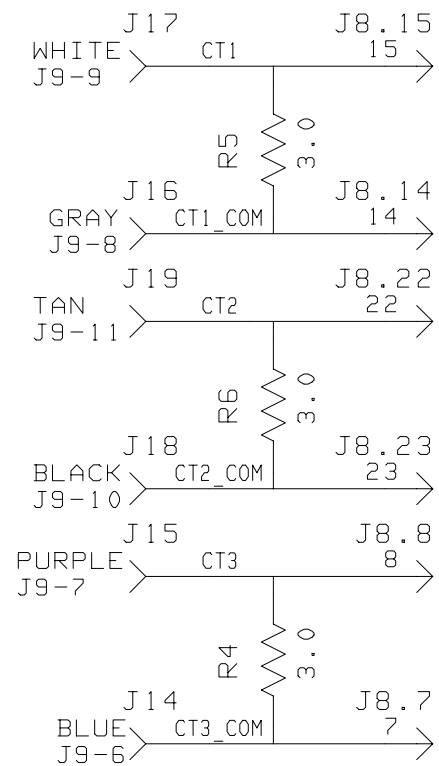 J17 J8.15
WHITE CT1 15
J9-9
R5 3.0
J16 J8.14
GRAY CT1_COM 14
J9-8
J19 J8.22
TAN CT2 22
J9-11
R6 3.0
J18 J8.23
BLACK CT2_COM 23
J9-10
J15 J8.8
PURPLE CT3 8
J9-7
R4 3.0
J14 J8.7
BLUE CT3_COM 7
J9-6